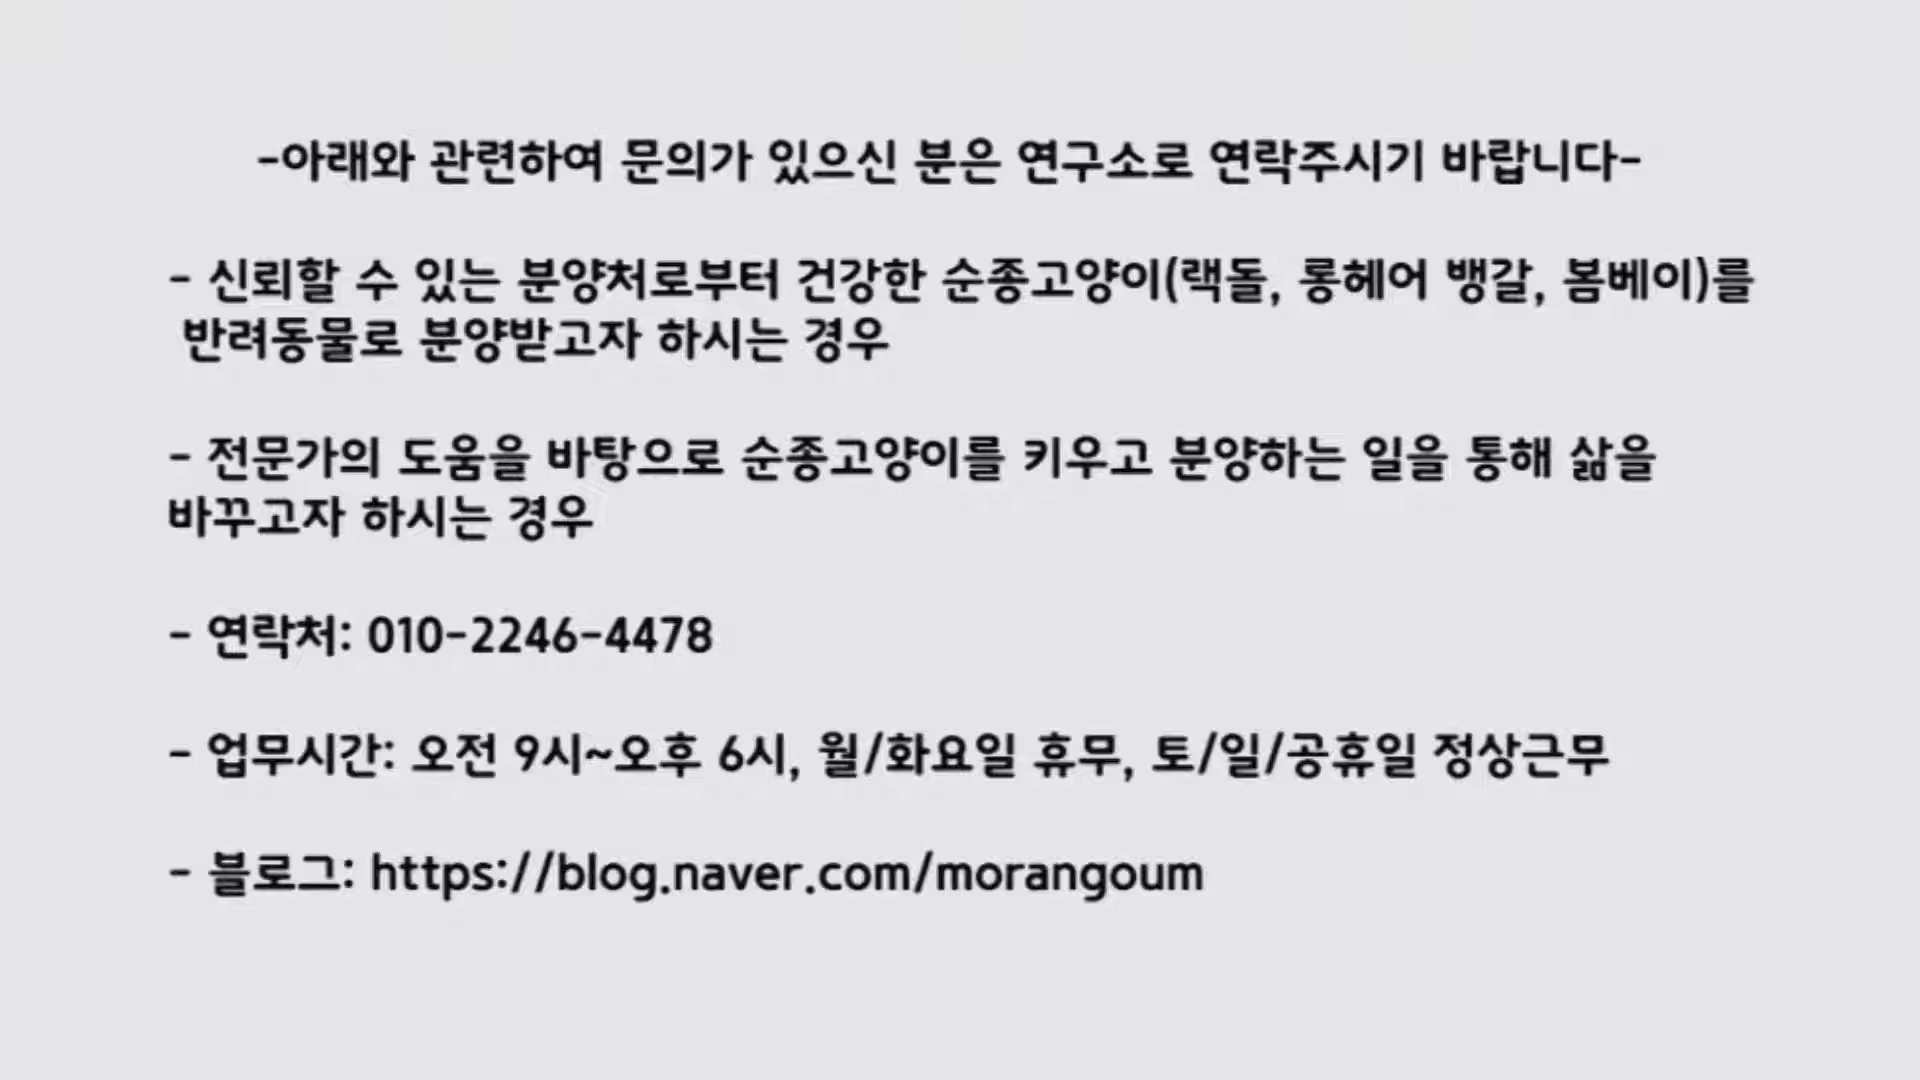 -아래와 관련하여 문의가 있으신 분은 연구소로 연락주시기 바랍니다-
- 신뢰할 수 있는 분양처로부터 건강한 순종고양이(랙돌, 롱헤어 뱅갈, 봄베이)를
반려동물로 분양받고자 하시는 경우
- 전문가의 도움을 바탕으로 순종고양이를 키우고 분양하는 일을 통해 삶을
바꾸고자 하시는 경우
- 연락처: 010-2246-4478
- 업무시간: 오전 9시~오후 6시, 월/화요일 휴무, 토/일/공휴일 정상근무
- 블로그: https://blog.naver.com/morangoum